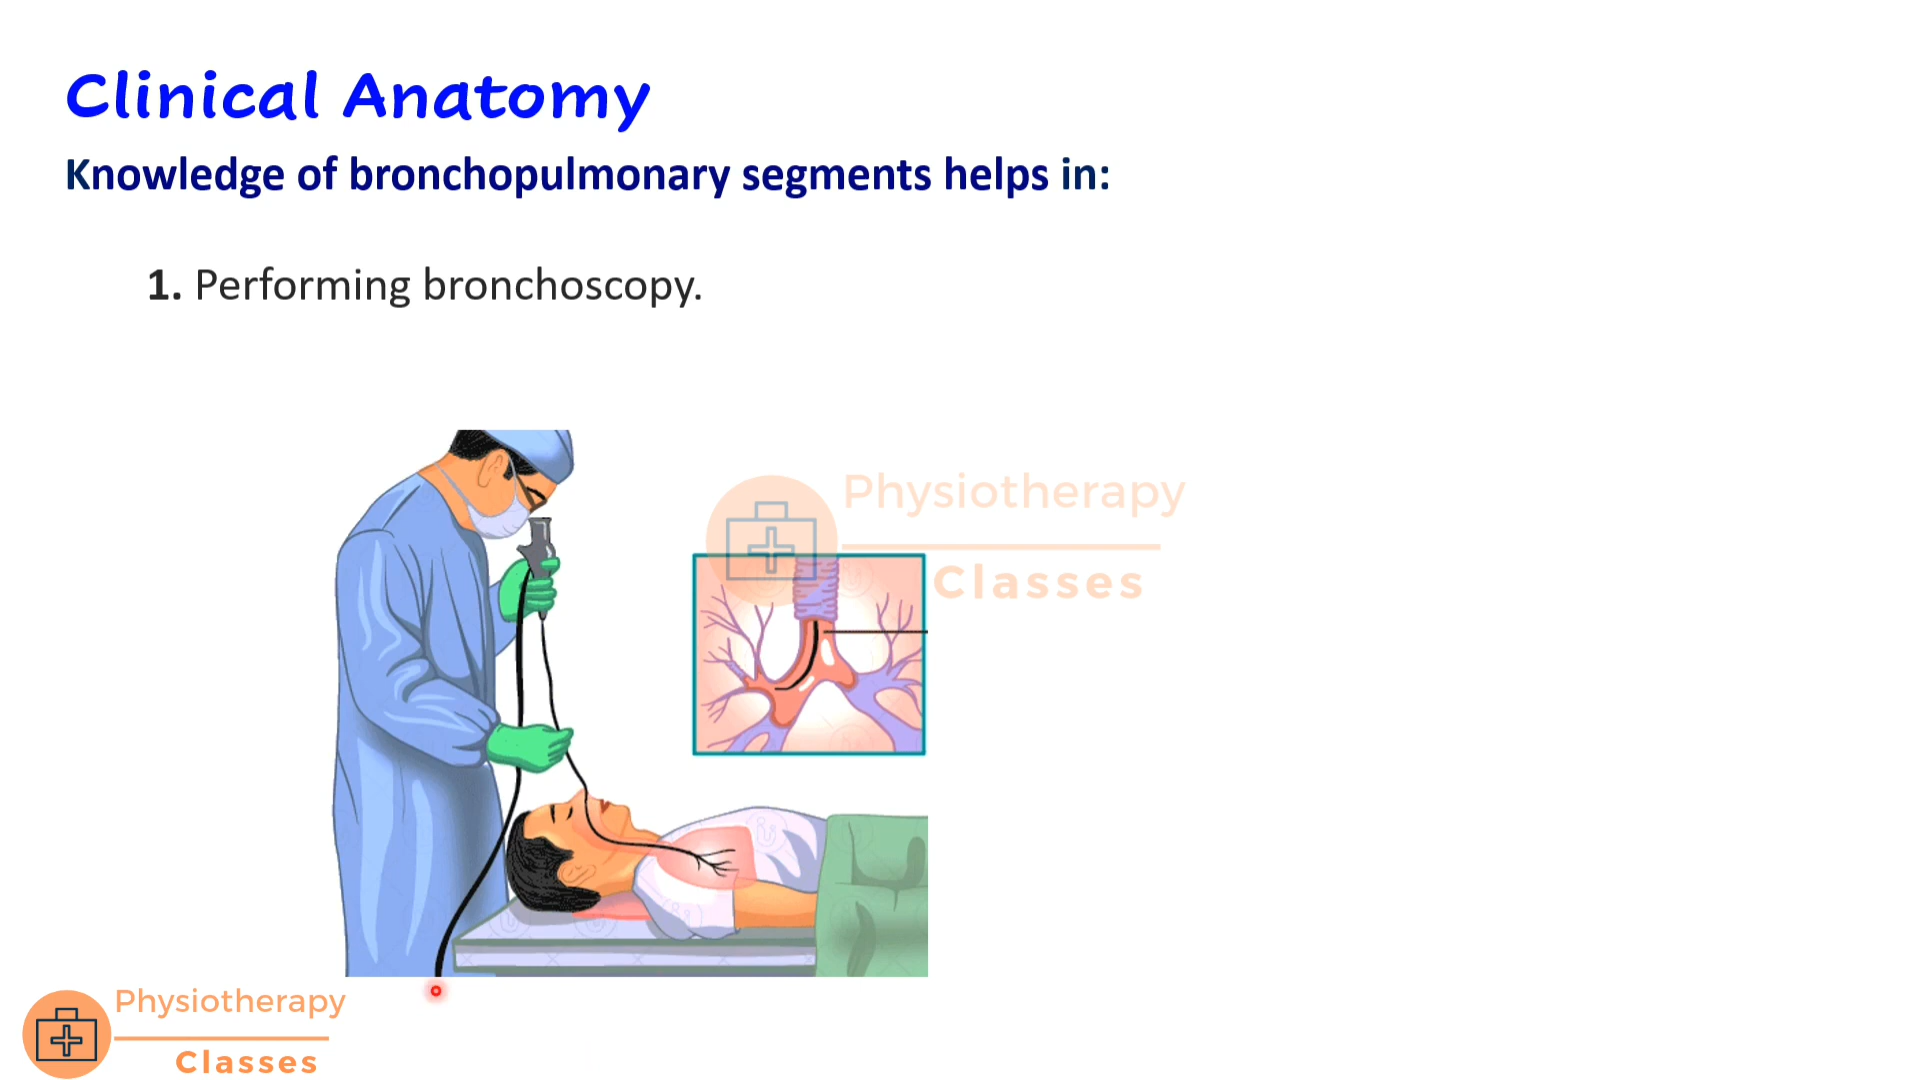 Clinical Anatomy
Knowledge of bronchopulmonary segments helps in:
1. Performing bronchoscopy.
Physiotherapy
Classes
Physiotherapy
Classes